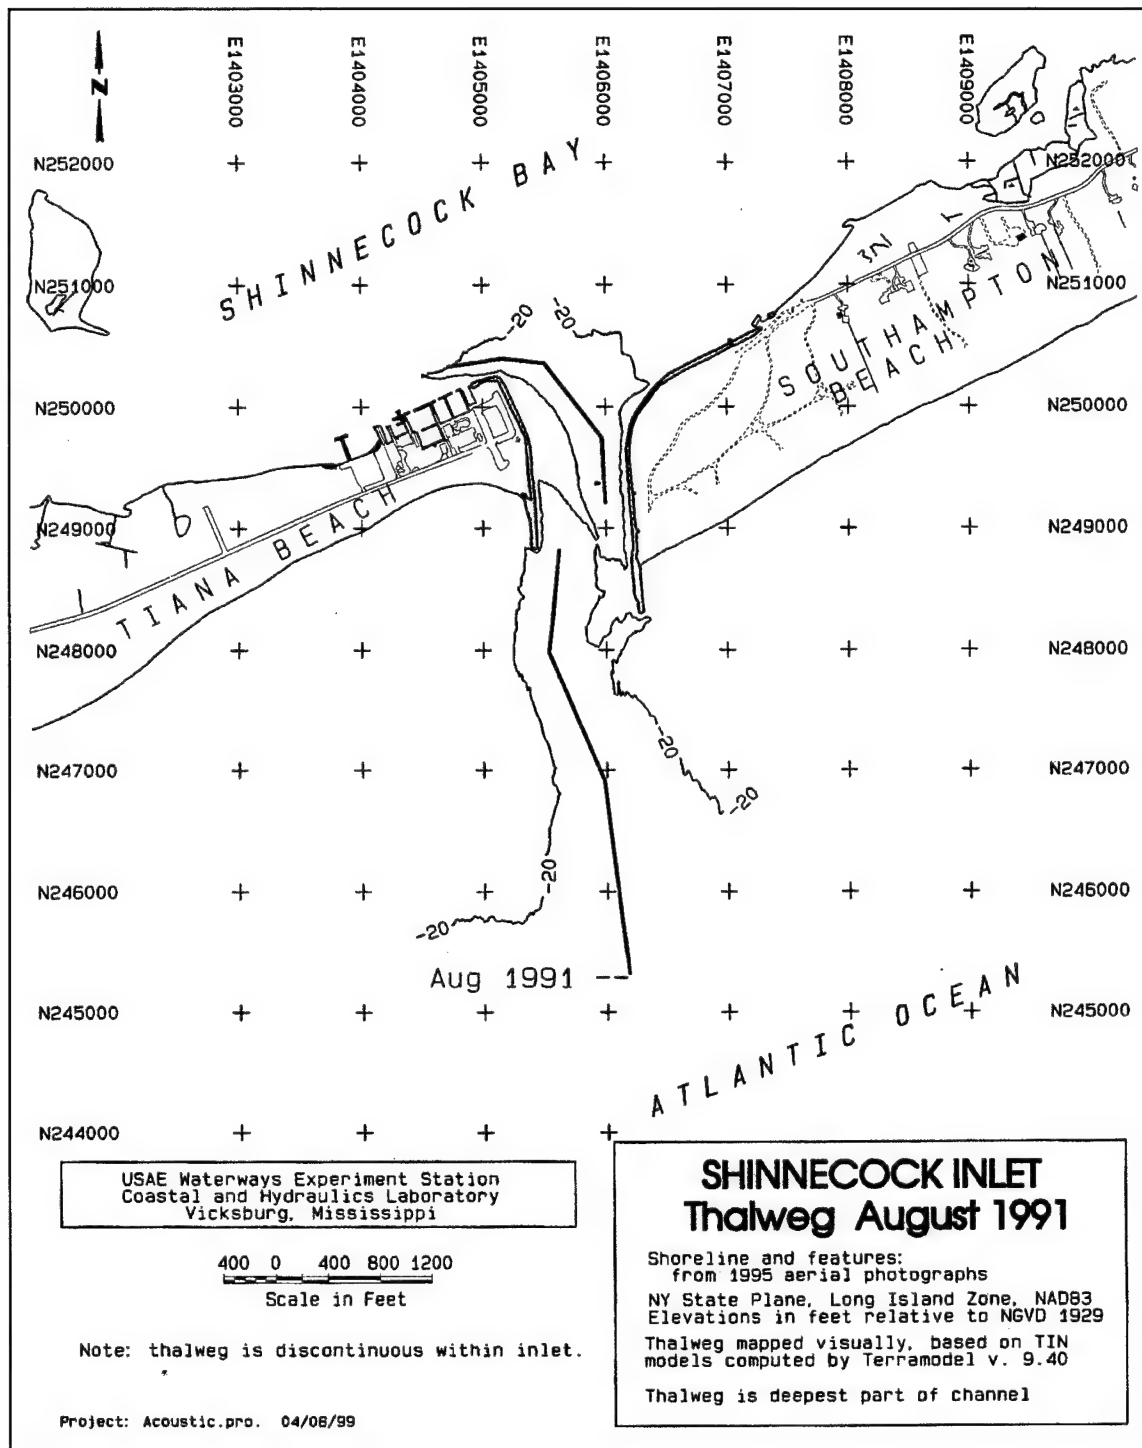 E1403000
E1404000
E1405000
E1406000
E1407000
E1408000
E1409000
N
N252000
N252000
SHINNECOCK BAY
N251000
N251000
-20
-20
SOUTHAMPTON
BEACH
N250000
N250000
N249000
N249000
TIANA BEACH
N248000
N248000
-20
N247000
N247000
-20
-20
N246000
N246000
-20
Aug 1991
N245000
N245000
ATLANTIC OCEAN
N244000
USAE Waterways Experiment Station
Coastal and Hydraulics Laboratory
Vicksburg, Mississippi
400 0 400 800 1200
Scale in Feet
Note: thalweg is discontinuous within inlet.
Project: Acoustic.pro. 04/06/99
SHINNECOCK INLET
Thalweg August 1991
Shoreline and features:
from 1995 aerial photographs
NY State Plane, Long Island Zone, NAD83
Elevations in feet relative to NGVD 1929
Thalweg mapped visually, based on TIN
models computed by Terramodel v. 9.40
Thalweg is deepest part of channel